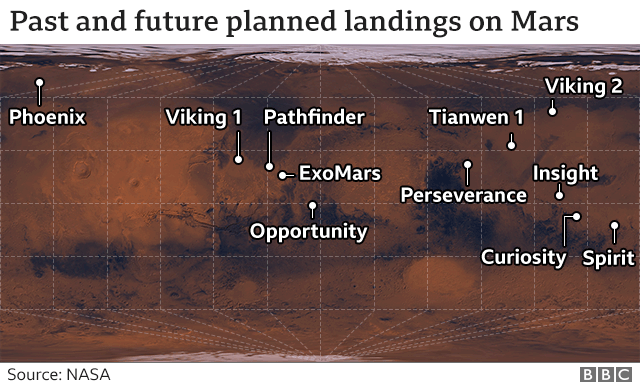 Past and future planned landings on Mars
Viking 2
Phoenix
Viking 1
Pathfinder
Tianwen 1
ExoMars
Insight
Perseverance
Opportunity
Curiosity
Spirit
Source: NASA
BBC